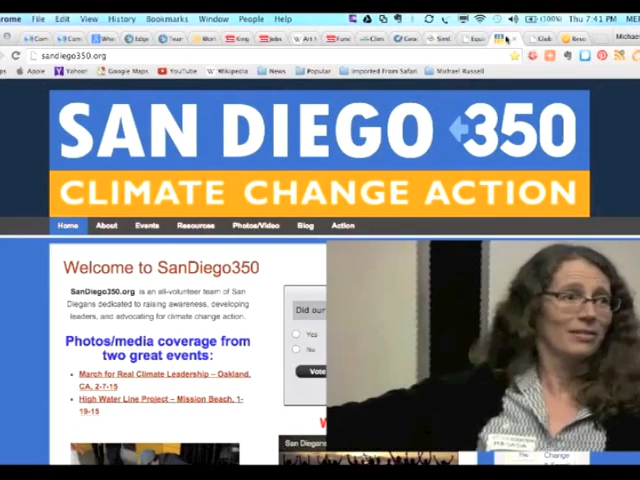 File Edit View History Bookmarks Window People Help
(100%) Thu 7:41 PM
sandiego350.org
Apple Yahoo! Google Maps YouTube Wikipedia News Popular Imported From Safari Michael Russell
SAN DIEGO 350
CLIMATE CHANGE ACTION
Home About Events Resources Photos/Video Blog Action
Welcome to SanDiego350
SanDiego350.org is an all-volunteer team of San
Diegans dedicated to raising awareness, developing
leaders, and advocating for climate change action.
Photos/media coverage from
two great events:
March for Real Climate Leadership – Oakland,
CA, 2-7-15
High Water Line Project – Mission Beach, 1-
19-15
Did our
Yes
No
Vote
San Diegans
The Change